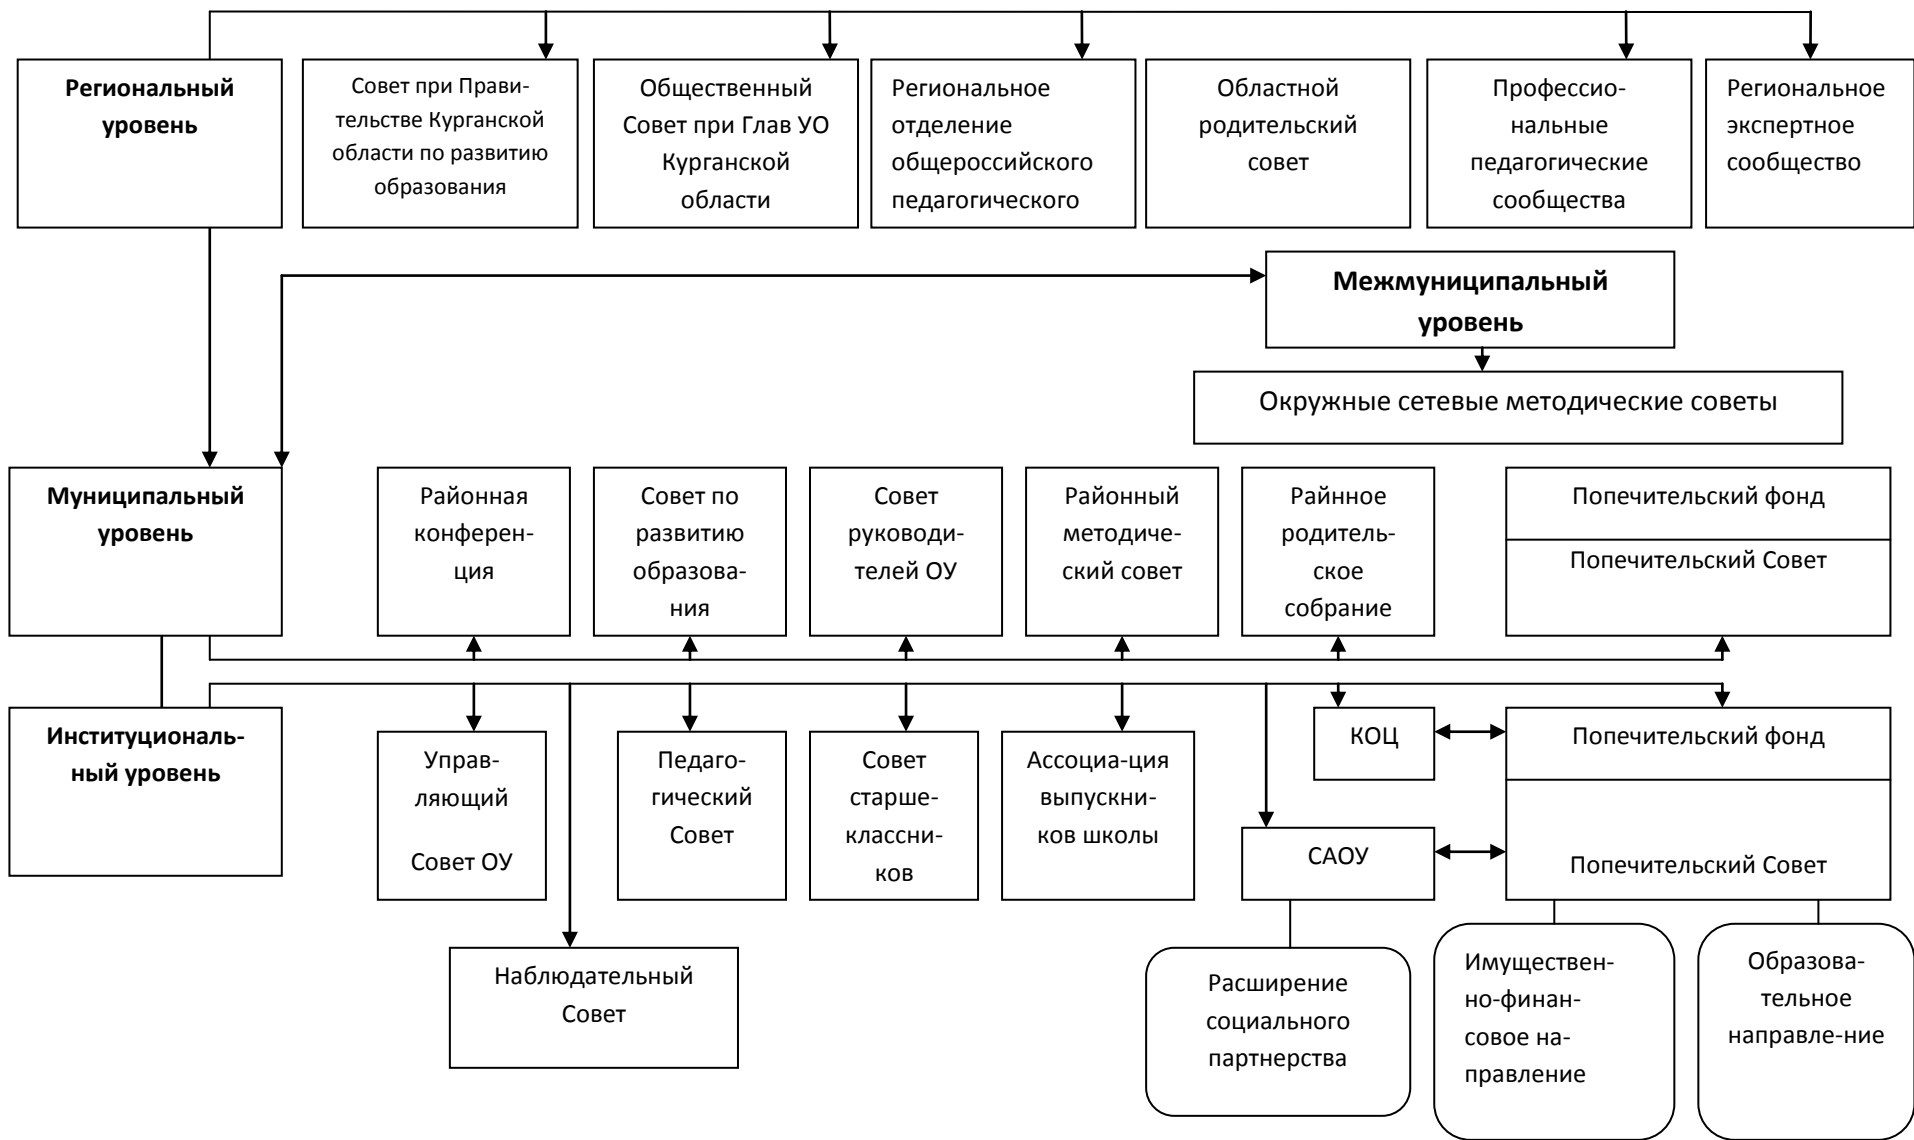 Региональный
уровень
Совет при Прави-
тельстве Курганской
области по развитию
образования
Общественный
Совет при Глав УО
Курганской
области
Региональное
отделение
общероссийского
педагогического
Областной
родительский
совет
Профессио-
нальные
педагогические
сообщества
Региональное
экспертное
сообщество
Межмуниципальный
уровень
Окружные сетевые методические советы
Муниципальный
уровень
Районная
конферен-
ция
Совет по
развитию
образова-
ния
Совет
руководи-
телей ОУ
Районный
методиче-
ский совет
Райнное
родитель-
ское
собрание
Попечительский фонд
Попечительский Совет
Институциональ-
ный уровень
Управ-
ляющий
Совет ОУ
Педаго-
гический
Совет
Совет
старше-
классни-
ков
Ассоциа-ция
выпускни-
ков школы
КОЦ
САОУ
Попечительский фонд
Попечительский Совет
Наблюдательный
Совет
Расширение
социального
партнерства
Имуществен-
но-финан-
совое на-
правление
Образова-
тельное
направле-ние